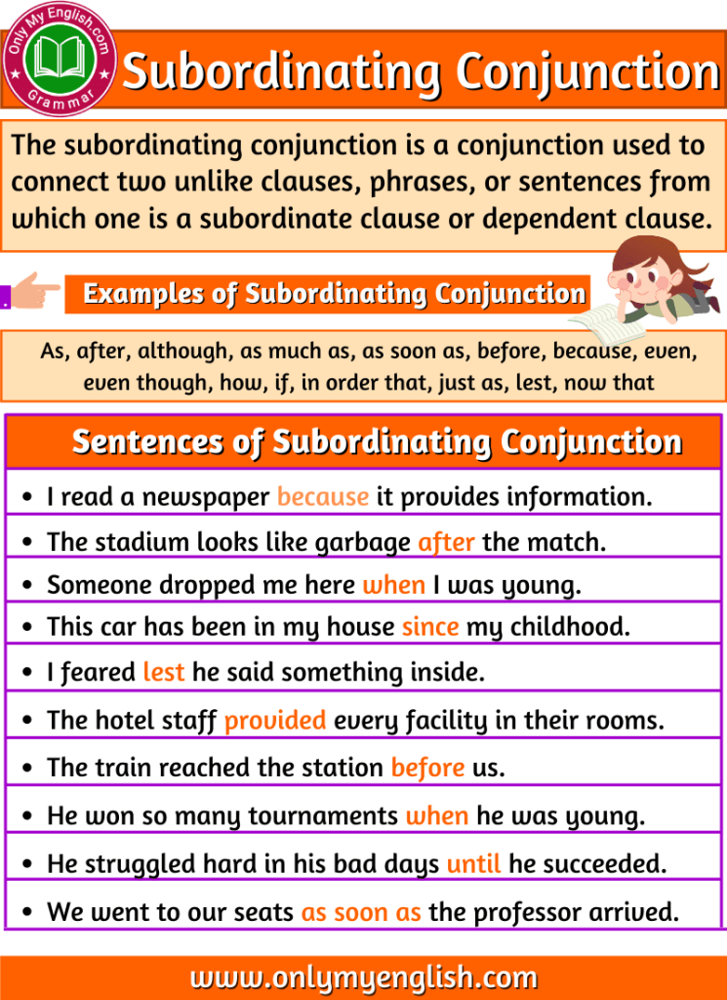 OnlyMyEnglish.com
Grammar
Subordinating Conjunction
The subordinating conjunction is a conjunction used to
connect two unlike clauses, phrases, or sentences from
which one is a subordinate clause or dependent clause.
Examples of Subordinating Conjunction
As, after, although, as much as, as soon as, before, because, even,
even though, how, if, in order that, just as, lest, now that
Sentences of Subordinating Conjunction
• I read a newspaper because it provides information.
• The stadium looks like garbage after the match.
• Someone dropped me here when I was young.
• This car has been in my house since my childhood.
• I feared lest he said something inside.
• The hotel staff provided every facility in their rooms.
• The train reached the station before us.
• He won so many tournaments when he was young.
• He struggled hard in his bad days until he succeeded.
• We went to our seats as soon as the professor arrived.
www.onlymyenglish.com